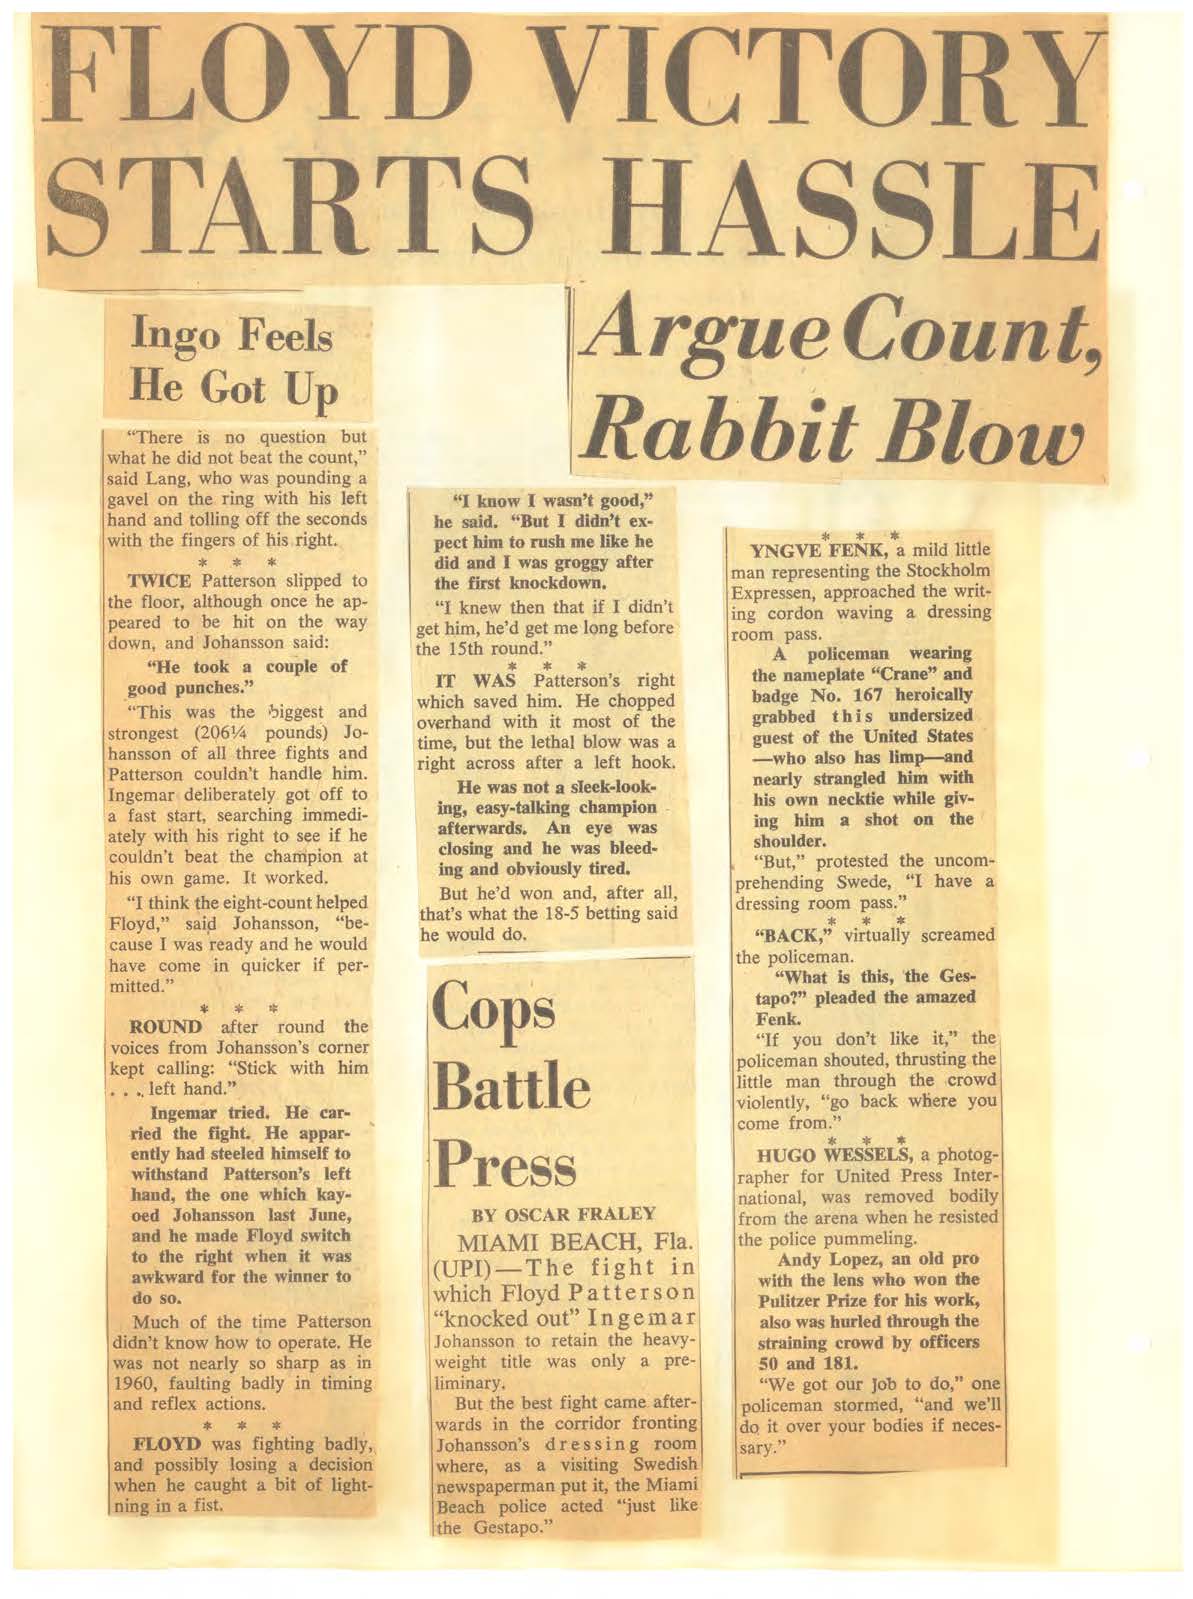 FLOYD VICTORY
STARTS HASSLE
Argue Count,
Rabbit Blow
Ingo Feels
He Got Up
“There is no question but
what he did not beat the count,”
said Lang, who was pounding a
gavel on the ring with his left
hand and tolling off the seconds
with the fingers of his right.
* * *
TWICE Patterson slipped to
the floor, although once he ap-
peared to be hit on the way
down, and Johansson said:
“He took a couple of
good punches.”
“This was the biggest and
strongest (206¼ pounds) Jo-
hansson of all three fights and
Patterson couldn’t handle him.
Ingemar deliberately got off to
a fast start, searching immedi-
ately with his right to see if he
couldn’t beat the champion at
his own game. It worked.
“I think the eight-count helped
Floyd,” said Johansson, “be-
cause I was ready and he would
have come in quicker if per-
mitted.”
* * *
ROUND after round the
voices from Johansson’s corner
kept calling: “Stick with him
. . . left hand.”
Ingemar tried. He car-
ried the fight. He appar-
ently had steeled himself to
withstand Patterson’s left
hand, the one which kay-
oed Johansson last June,
and he made Floyd switch
to the right when it was
awkward for the winner to
do so.
Much of the time Patterson
didn’t know how to operate. He
was not nearly so sharp as in
1960, faulting badly in timing
and reflex actions.
* * *
FLOYD was fighting badly,
and possibly losing a decision
when he caught a bit of light-
ning in a fist.
“I know I wasn’t good,”
he said. “But I didn’t ex-
pect him to rush me like he
did and I was groggy after
the first knockdown.
“I knew then that if I didn’t
get him, he’d get me long before
the 15th round.”
* * *
IT WAS Patterson’s right
which saved him. He chopped
overhand with it most of the
time, but the lethal blow was a
right across after a left hook.
He was not a sleek-look-
ing, easy-talking champion
afterwards. An eye was
closing and he was bleed-
ing and obviously tired.
But he’d won and, after all,
that’s what the 18-5 betting said
he would do.
Cops
Battle
Press
BY OSCAR FRALEY
MIAMI BEACH, Fla.
(UPI)—The fight in
which Floyd Patterson
“knocked out” Ingemar
Johansson to retain the heavy-
weight title was only a pre-
liminary.
But the best fight came after-
wards in the corridor fronting
Johansson’s dressing room
where, as a visiting Swedish
newspaperman put it, the Miami
Beach police acted “just like
the Gestapo.”
* * *
YNGVE FENK, a mild little
man representing the Stockholm
Expressen, approached the writ-
ing cordon waving a dressing
room pass.
A policeman wearing
the nameplate “Crane” and
badge No. 167 heroically
grabbed this undersized
guest of the United States
—who also has limp—and
nearly strangled him with
his own necktie while giv-
ing him a shot on the
shoulder.
“But,” protested the uncom-
prehending Swede, “I have a
dressing room pass.”
* * *
“BACK,” virtually screamed
the policeman.
“What is this, the Ges-
tapo?” pleaded the amazed
Fenk.
“If you don’t like it,” the
policeman shouted, thrusting the
little man through the crowd
violently, “go back where you
come from.”
* * *
HUGO WESSELS, a photog-
rapher for United Press Inter-
national, was removed bodily
from the arena when he resisted
the police pummeling.
Andy Lopez, an old pro
with the lens who won the
Pulitzer Prize for his work,
also was hurled through the
straining crowd by officers
50 and 181.
“We got our job to do,” one
policeman stormed, “and we’ll
do it over your bodies if neces-
sary.”